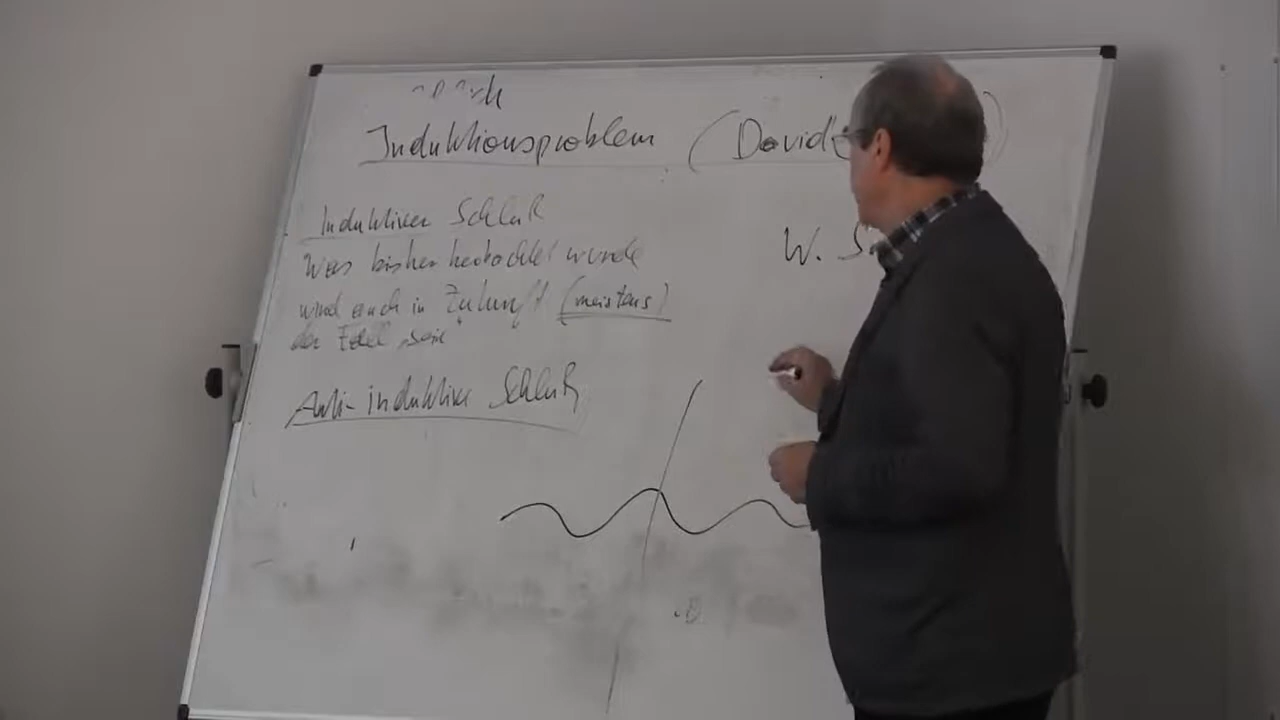 Induktionsproblem (David
Induktiver Schluß
Was bisher beobachtet wurde
wird auch in Zukunft (meistens)
der Fall sein
Anti-induktiver Schluß
W. S